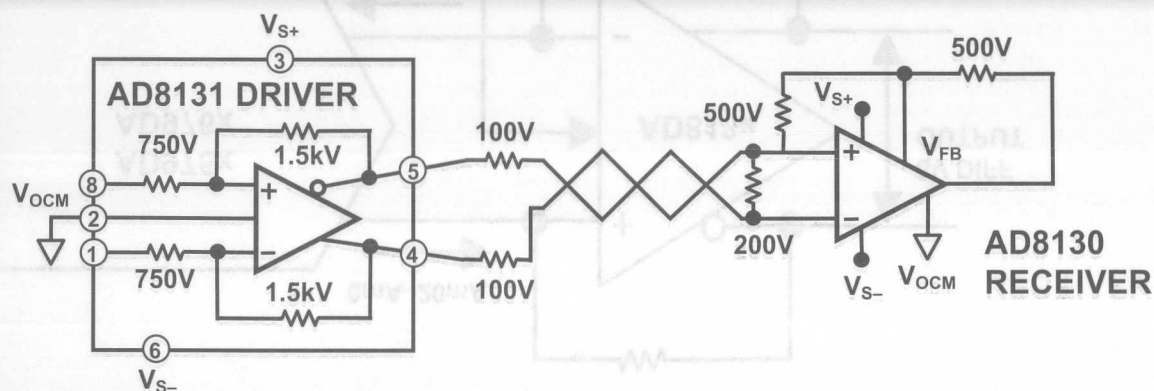 V_S+
3
AD8131 DRIVER
750V
1.5kV
8
5
V_OCM
2
1
4
750V
1.5kV
6
V_S–
100V
100V
500V
500V
V_S+
V_FB
200V
V_S–
V_OCM
AD8130
RECEIVER